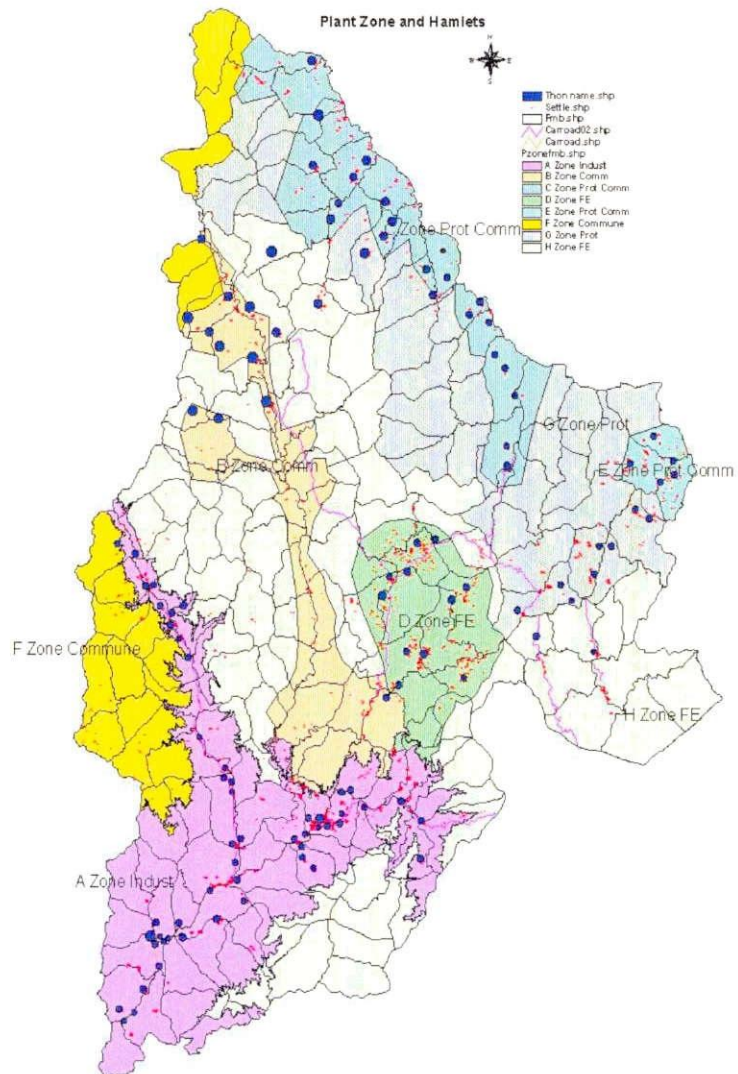 Plant Zone and Hamlets
N
W
E
S
Thon name.shp
Settle.shp
Fmb.shp
Carroad02.shp
Carroad.shp
Pzonefmb.shp
A Zone Indust
B Zone Comm
C Zone Prot Comm
D Zone FE
E Zone Prot Comm
F Zone Commune
G Zone Prot
H Zone FE
Zone Prot Comm
G Zone Prot
E Zone Prot Comm
B Zone Comm
D Zone FE
F Zone Commune
H Zone FE
A Zone Indust